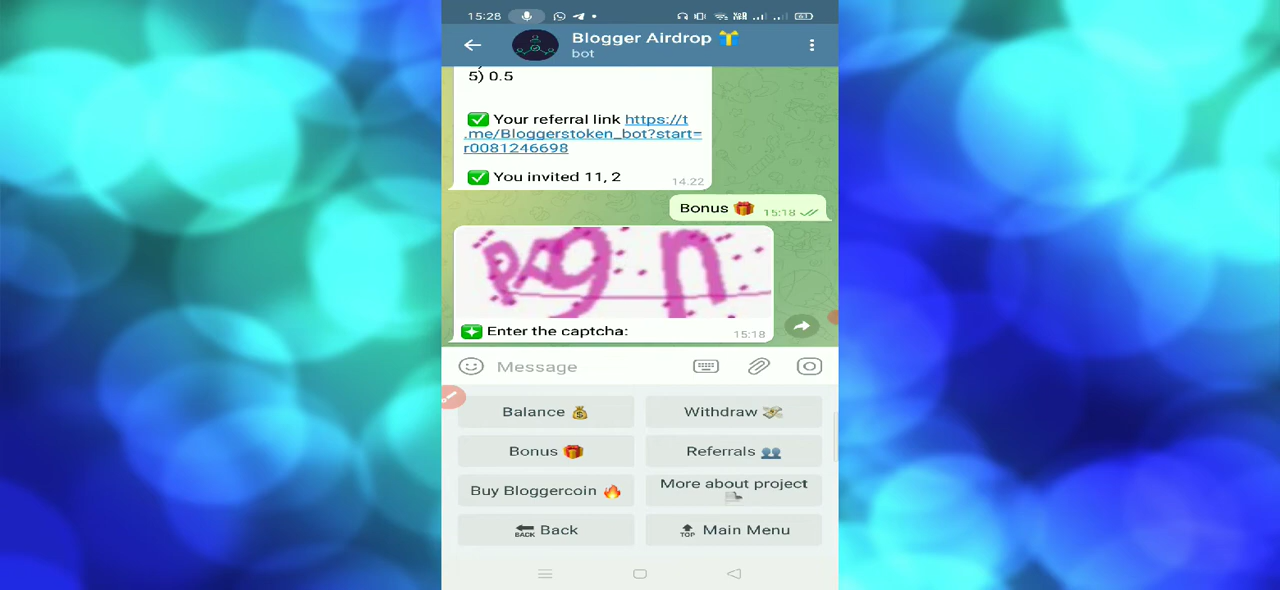 15:28
Blogger Airdrop
bot
5) 0.5
✅ Your referral link https://t
.me/Bloggerstoken_bot?start=
r0081246698
✅ You invited 11, 2
14.22
Bonus 🎁 15:18
Enter the captcha:
15:18
Message
Balance 💰
Withdraw 💸
Bonus 🎁
Referrals 👥
Buy Bloggercoin 🔥
More about project
BACK Back
TOP Main Menu